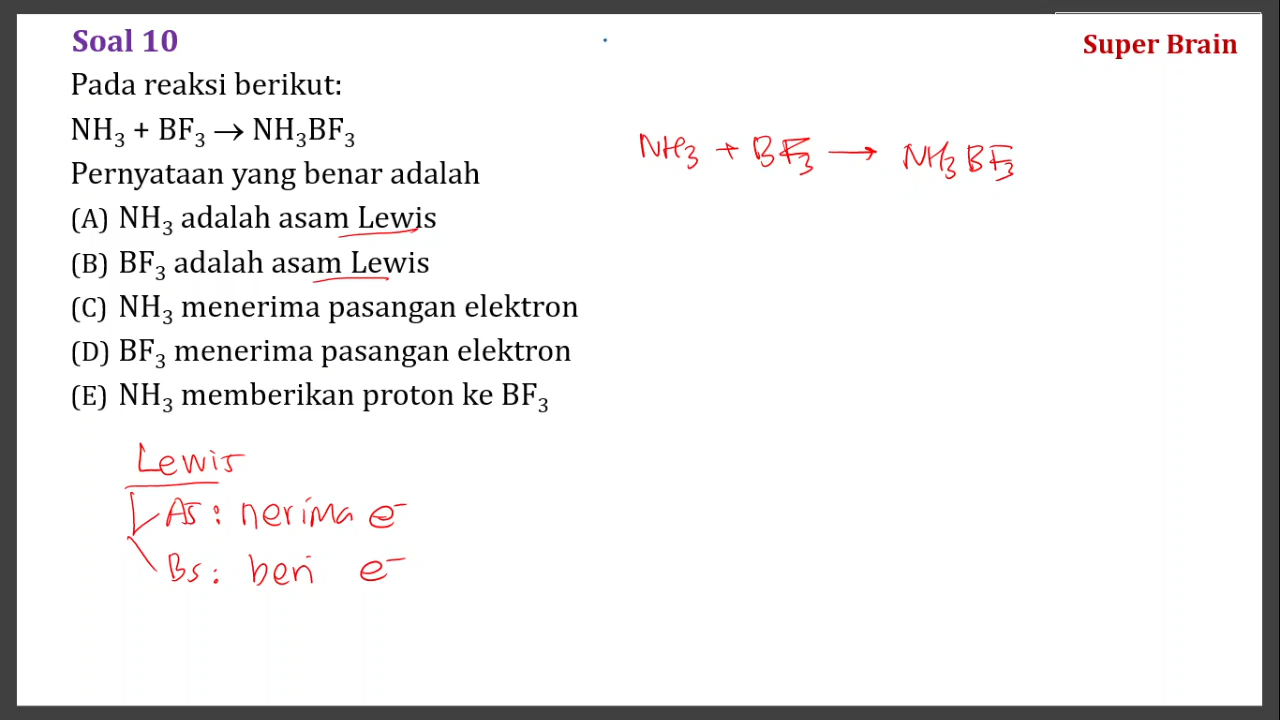 Soal 10
Super Brain
Pada reaksi berikut:
NH₃ + BF₃ → NH₃BF₃
Pernyataan yang benar adalah
(A) NH₃ adalah asam Lewis
(B) BF₃ adalah asam Lewis
(C) NH₃ menerima pasangan elektron
(D) BF₃ menerima pasangan elektron
(E) NH₃ memberikan proton ke BF₃
NH₃ + BF₃ → NH₃BF₃
Lewis
As : nerima e⁻
Bs : beri e⁻